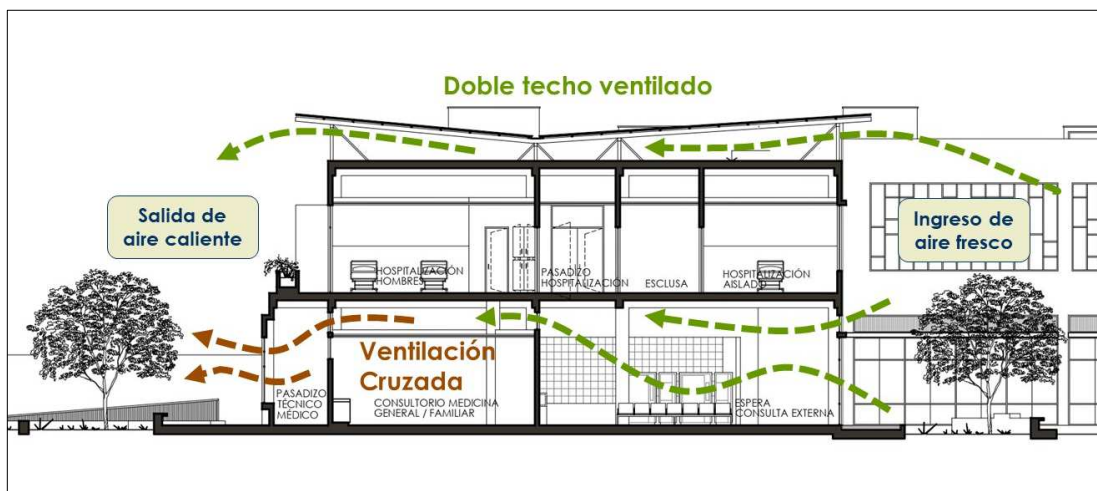 Doble techo ventilado
Salida de
aire caliente
Ingreso de
aire fresco
HOSPITALIZACIÓN
HOMBRES
PASADIZO
HOSPITALIZACIÓN
ESCLUSA
HOSPITALIZACIÓN
AISLADO
Ventilación
Cruzada
PASADIZO
TÉCNICO
MÉDICO
CONSULTORIO MEDICINA
GENERAL / FAMILIAR
ESPERA
CONSULTA EXTERNA